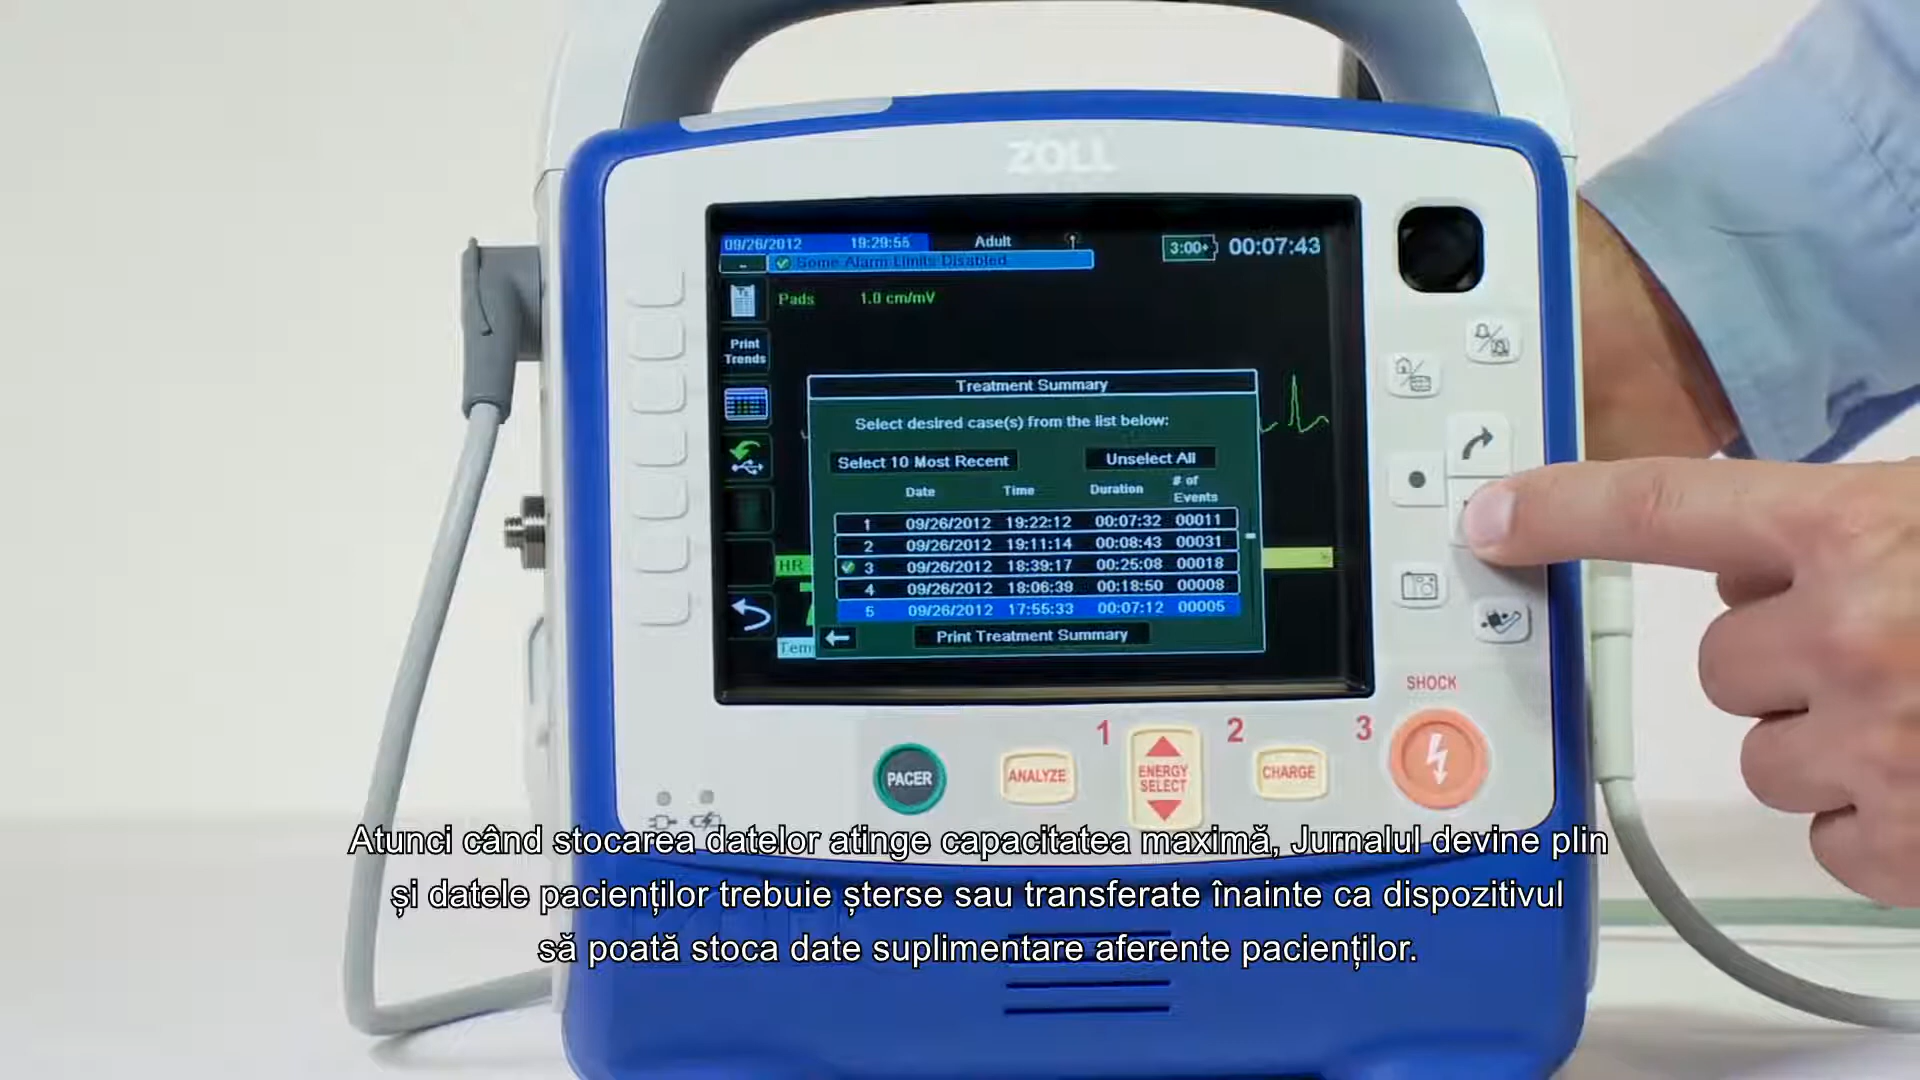 ZOLL
09/26/2012 19:29:55 Adult 3:00+ 00:07:43
Some Alarm Limits Disabled
Pads 1.0 cm/mV
Print
Trends
Treatment Summary
Select desired case(s) from the list below:
Select 10 Most Recent Unselect All
Date Time Duration # of
Events
1 09/26/2012 19:22:12 00:07:32 00011
2 09/26/2012 19:11:14 00:08:43 00031
3 09/26/2012 18:39:17 00:25:08 00018
4 09/26/2012 18:06:39 00:18:50 00008
5 09/26/2012 17:55:33 00:07:12 00005
Print Treatment Summary
HR
Tem
SHOCK
1 2 3
PACER
ANALYZE
ENERGY
SELECT
CHARGE
Atunci când stocarea datelor atinge capacitatea maximă, Jurnalul devine plin
și datele pacienților trebuie șterse sau transferate înainte ca dispozitivul
să poată stoca date suplimentare aferente pacienților.